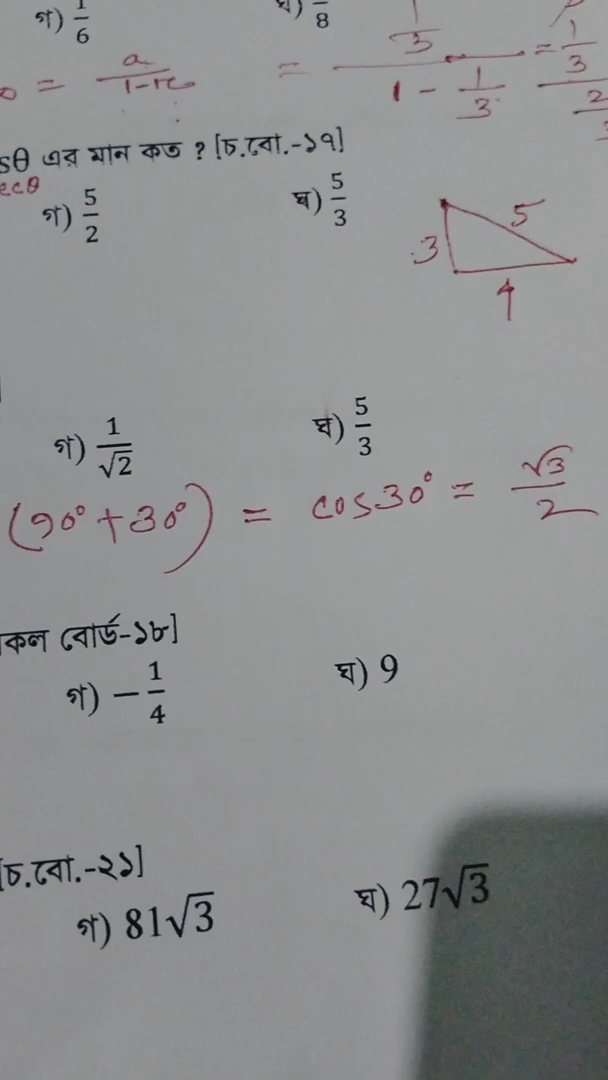 গ) 1/6 ঘ) /8
= a/1-r = 1/3 / 1 - 1/3 = 1/3 / 2/3
sθ এর মান কত ? [চ.বো.-১৭]
ecθ
গ) 5/2 ঘ) 5/3
3 5
4
গ) 1/√2 ঘ) 5/3
(90° + 30°) = cos30° = √3/2
কল বোর্ড-১৮]
গ) −1/4 ঘ) 9
[চ.বো.-২১]
গ) 81√3 ঘ) 27√3